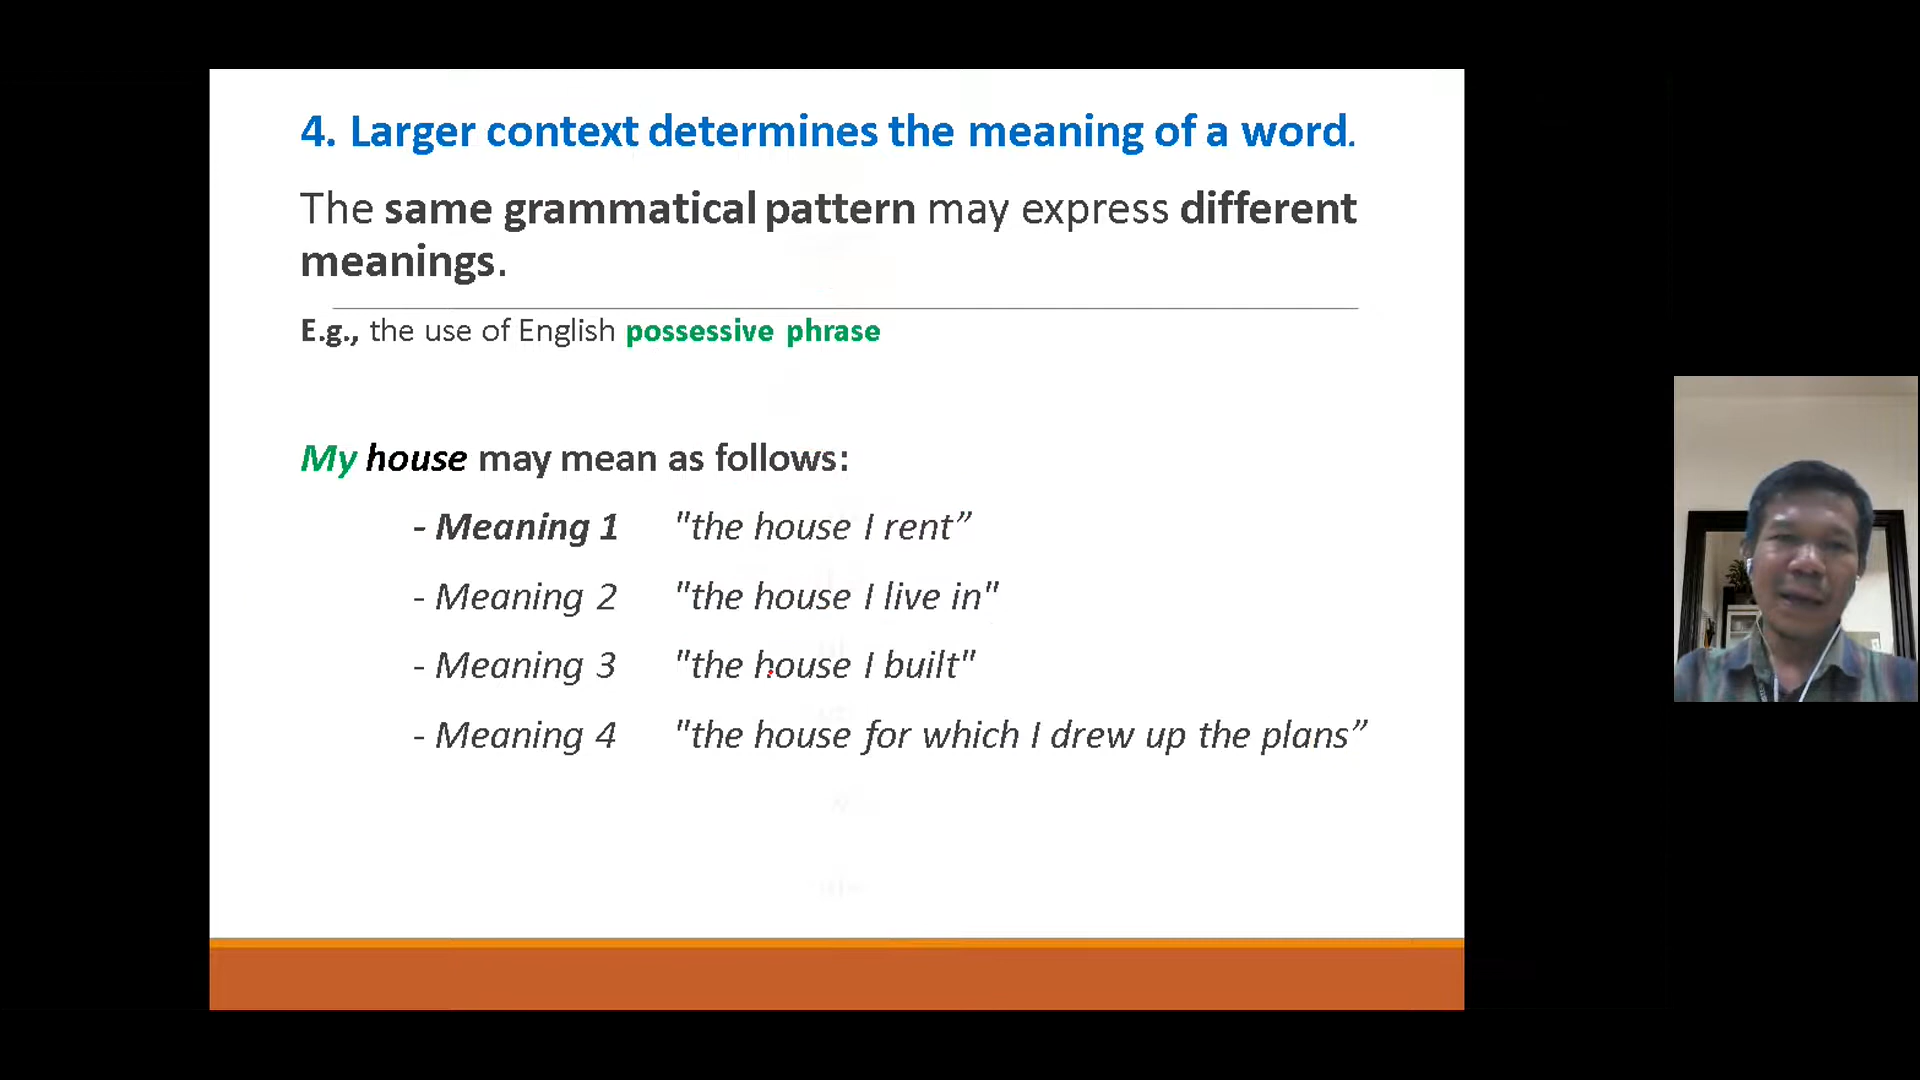 4. Larger context determines the meaning of a word.
The same grammatical pattern may express different
meanings.
E.g., the use of English possessive phrase
My house may mean as follows:
- Meaning 1 "the house I rent”
- Meaning 2 "the house I live in"
- Meaning 3 "the house I built"
- Meaning 4 "the house for which I drew up the plans”